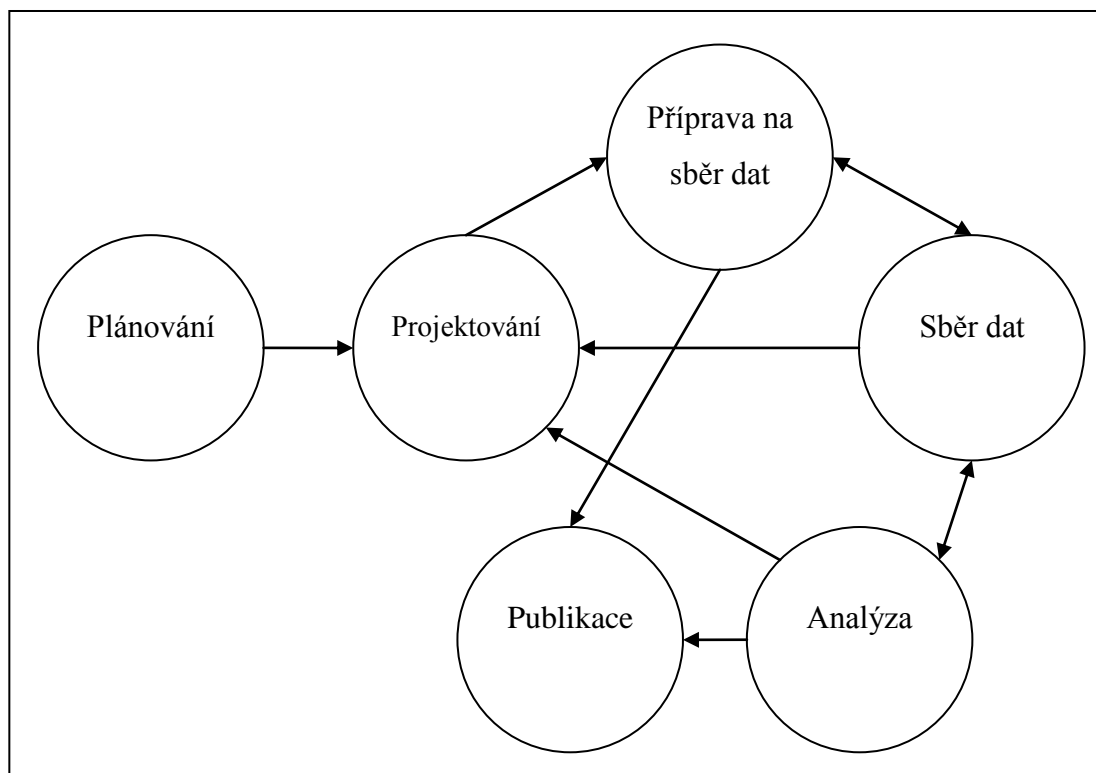 Příprava na
sběr dat
Plánování
Projektování
Sběr dat
Publikace
Analýza